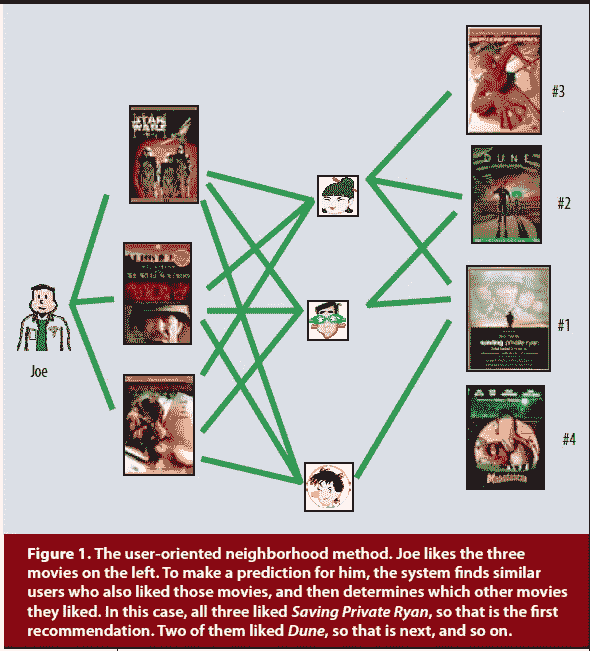 STAR
WARS
#3
DUNE
#2
#1
saving private ryan
#4
Joe
Figure 1. The user-oriented neighborhood method. Joe likes the three
movies on the left. To make a prediction for him, the system finds similar
users who also liked those movies, and then determines which other movies
they liked. In this case, all three liked Saving Private Ryan, so that is the first
recommendation. Two of them liked Dune, so that is next, and so on.